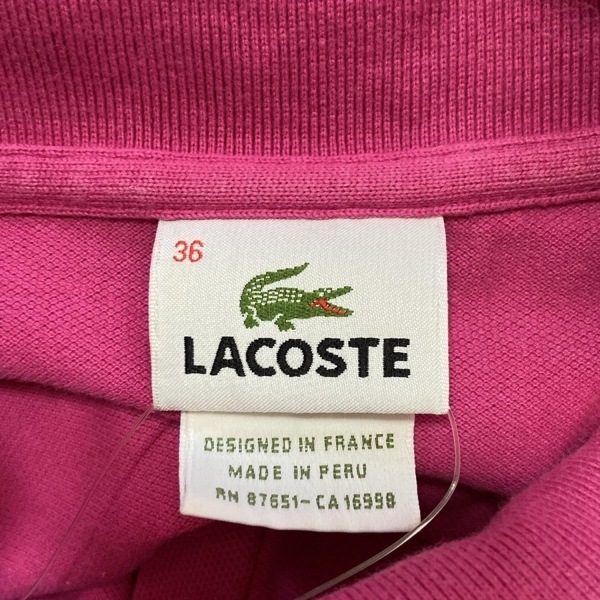 36
LACOSTE
DESIGNED IN FRANCE
MADE IN PERU
RN 87651-CA 16998